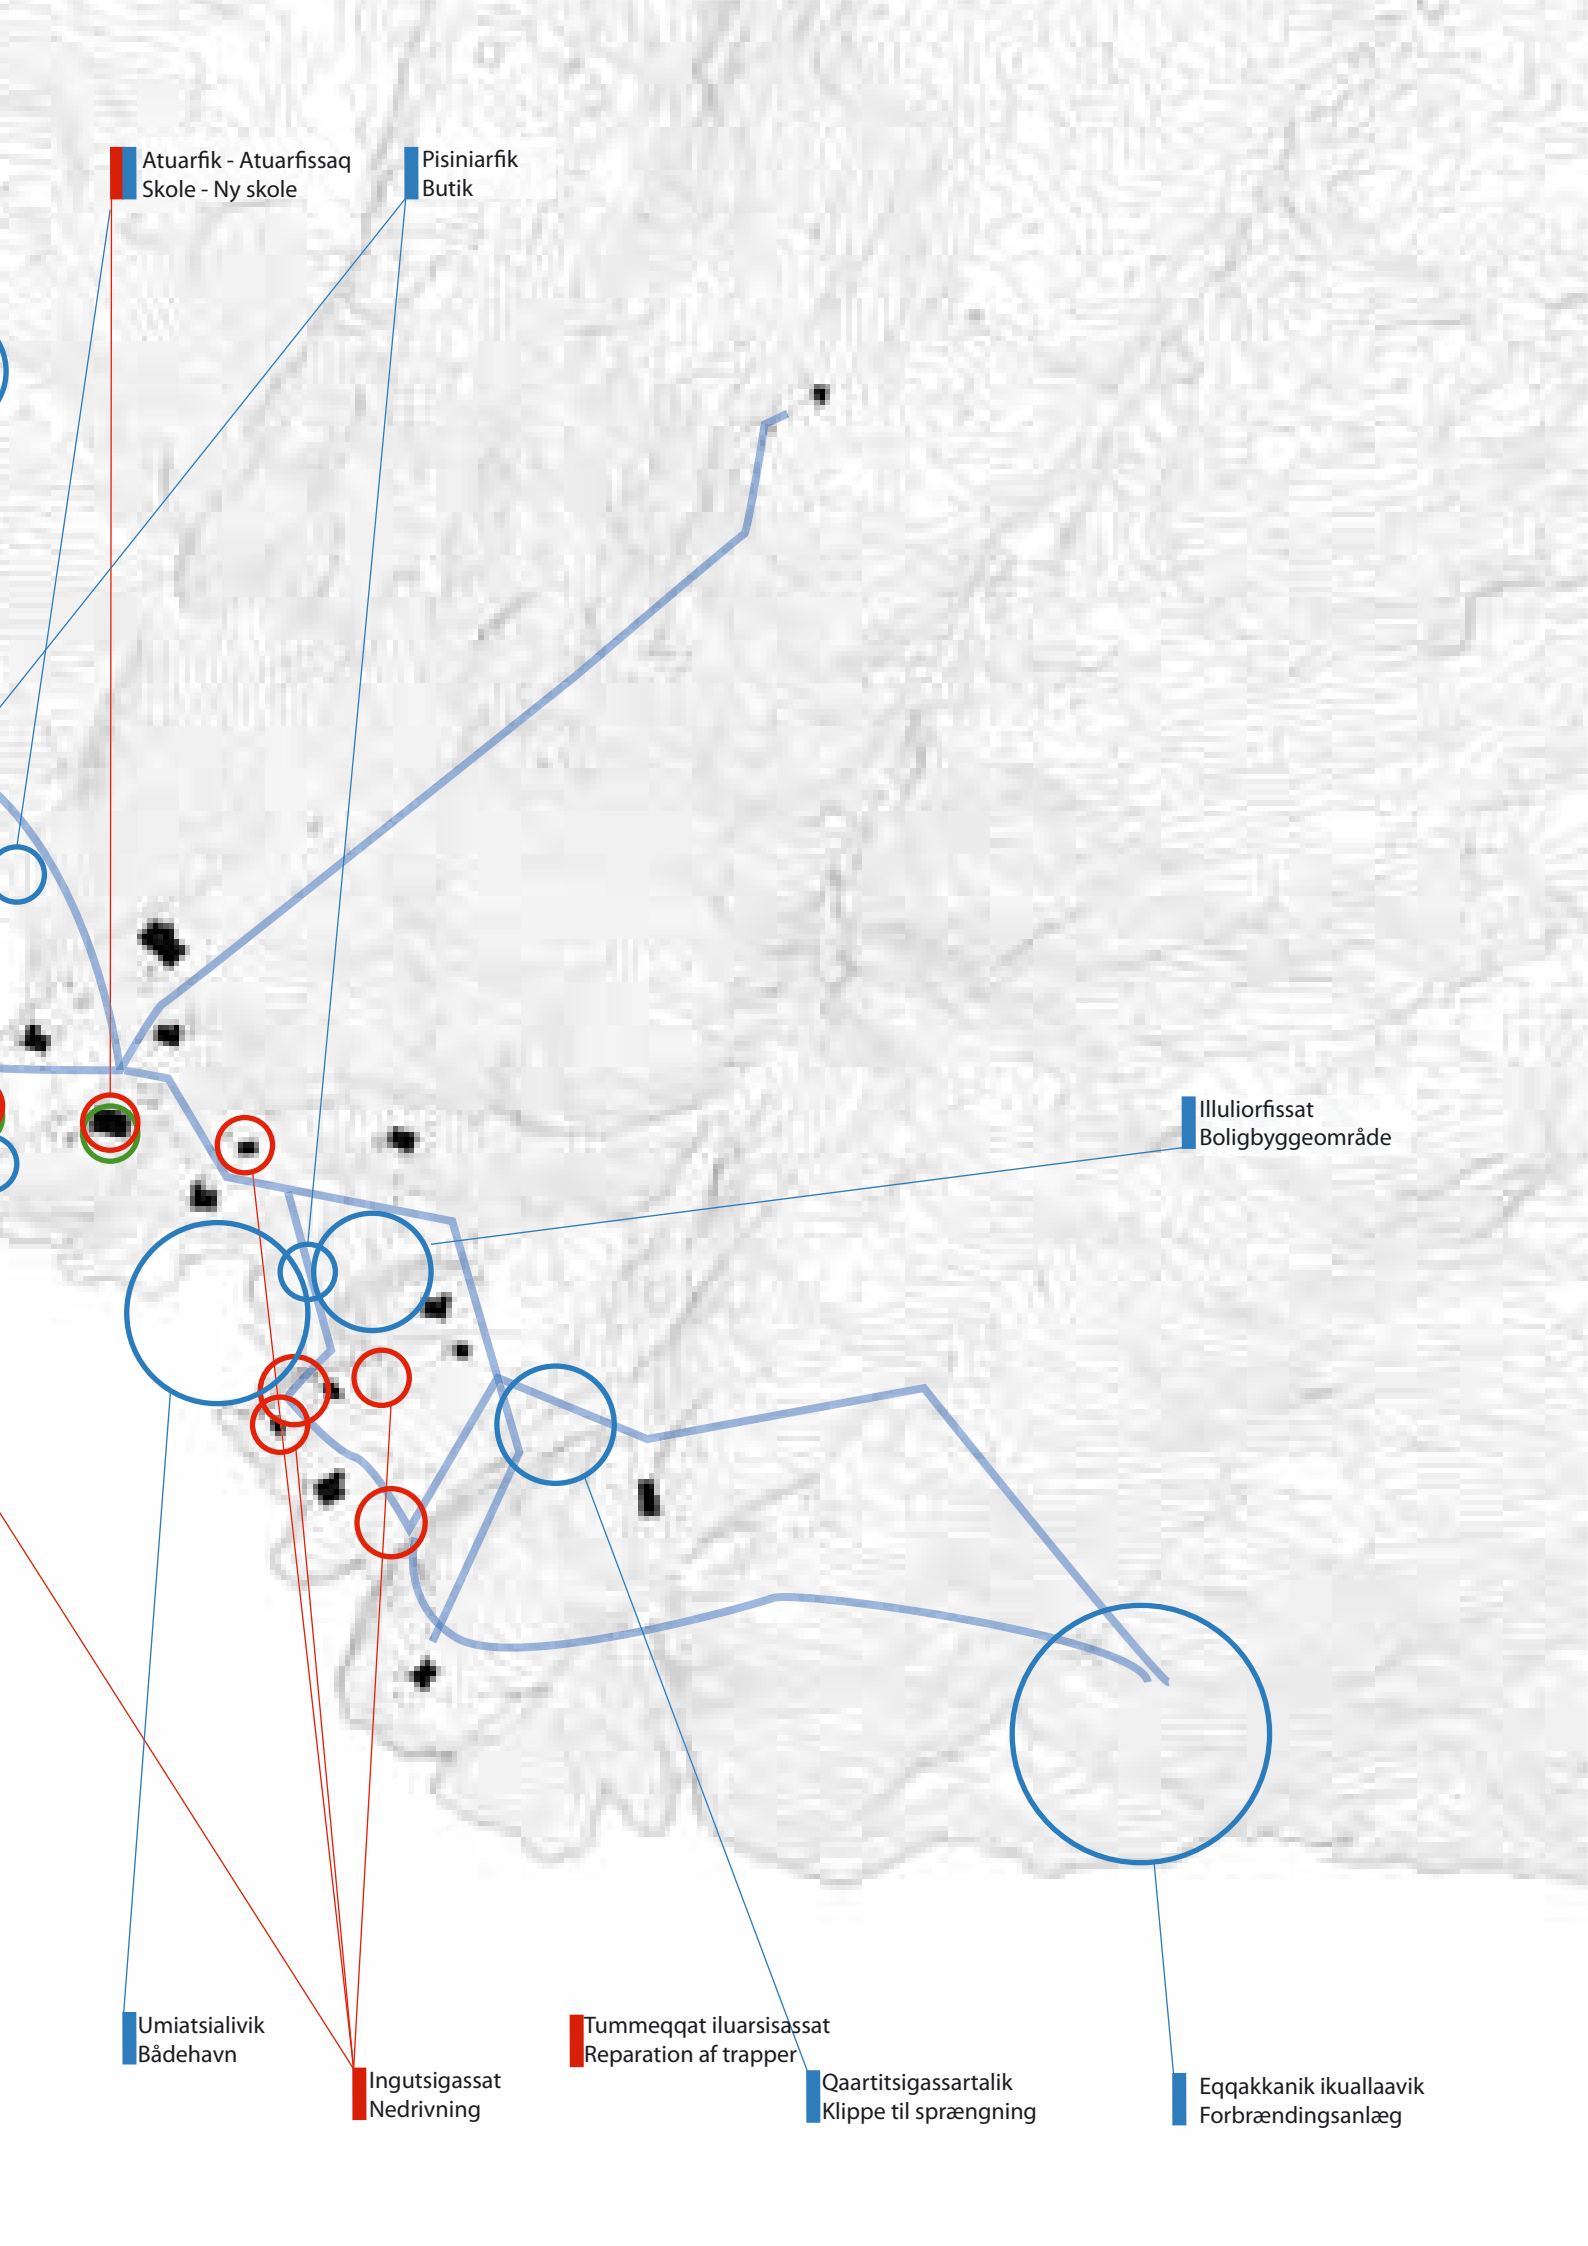 Atuarfik - Atuarfissaq
Skole - Ny skole
Pisiniarfik
Butik
Illuliorfissat
Boligbyggeområde
Umiatsialivik
Bådehavn
Ingutsigassat
Nedrivning
Tummeqqat iluarsisassat
Reparation af trapper
Qaartitsigassartalik
Klippe til sprængning
Eqqakkanik ikuallaavik
Forbrændingsanlæg